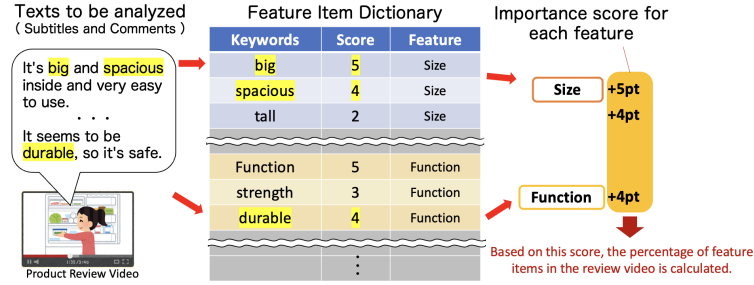 Texts to be analyzed
( Subtitles and Comments )
It's big and spacious
inside and very easy
to use.
. . .
It seems to be
durable, so it's safe.
Product Review Video
Feature Item Dictionary
Keywords Score Feature
big 5 Size
spacious 4 Size
tall 2 Size
Function 5 Function
strength 3 Function
durable 4 Function
Importance score for
each feature
Size +5pt
+4pt
Function +4pt
Based on this score, the percentage of feature
items in the review video is calculated.